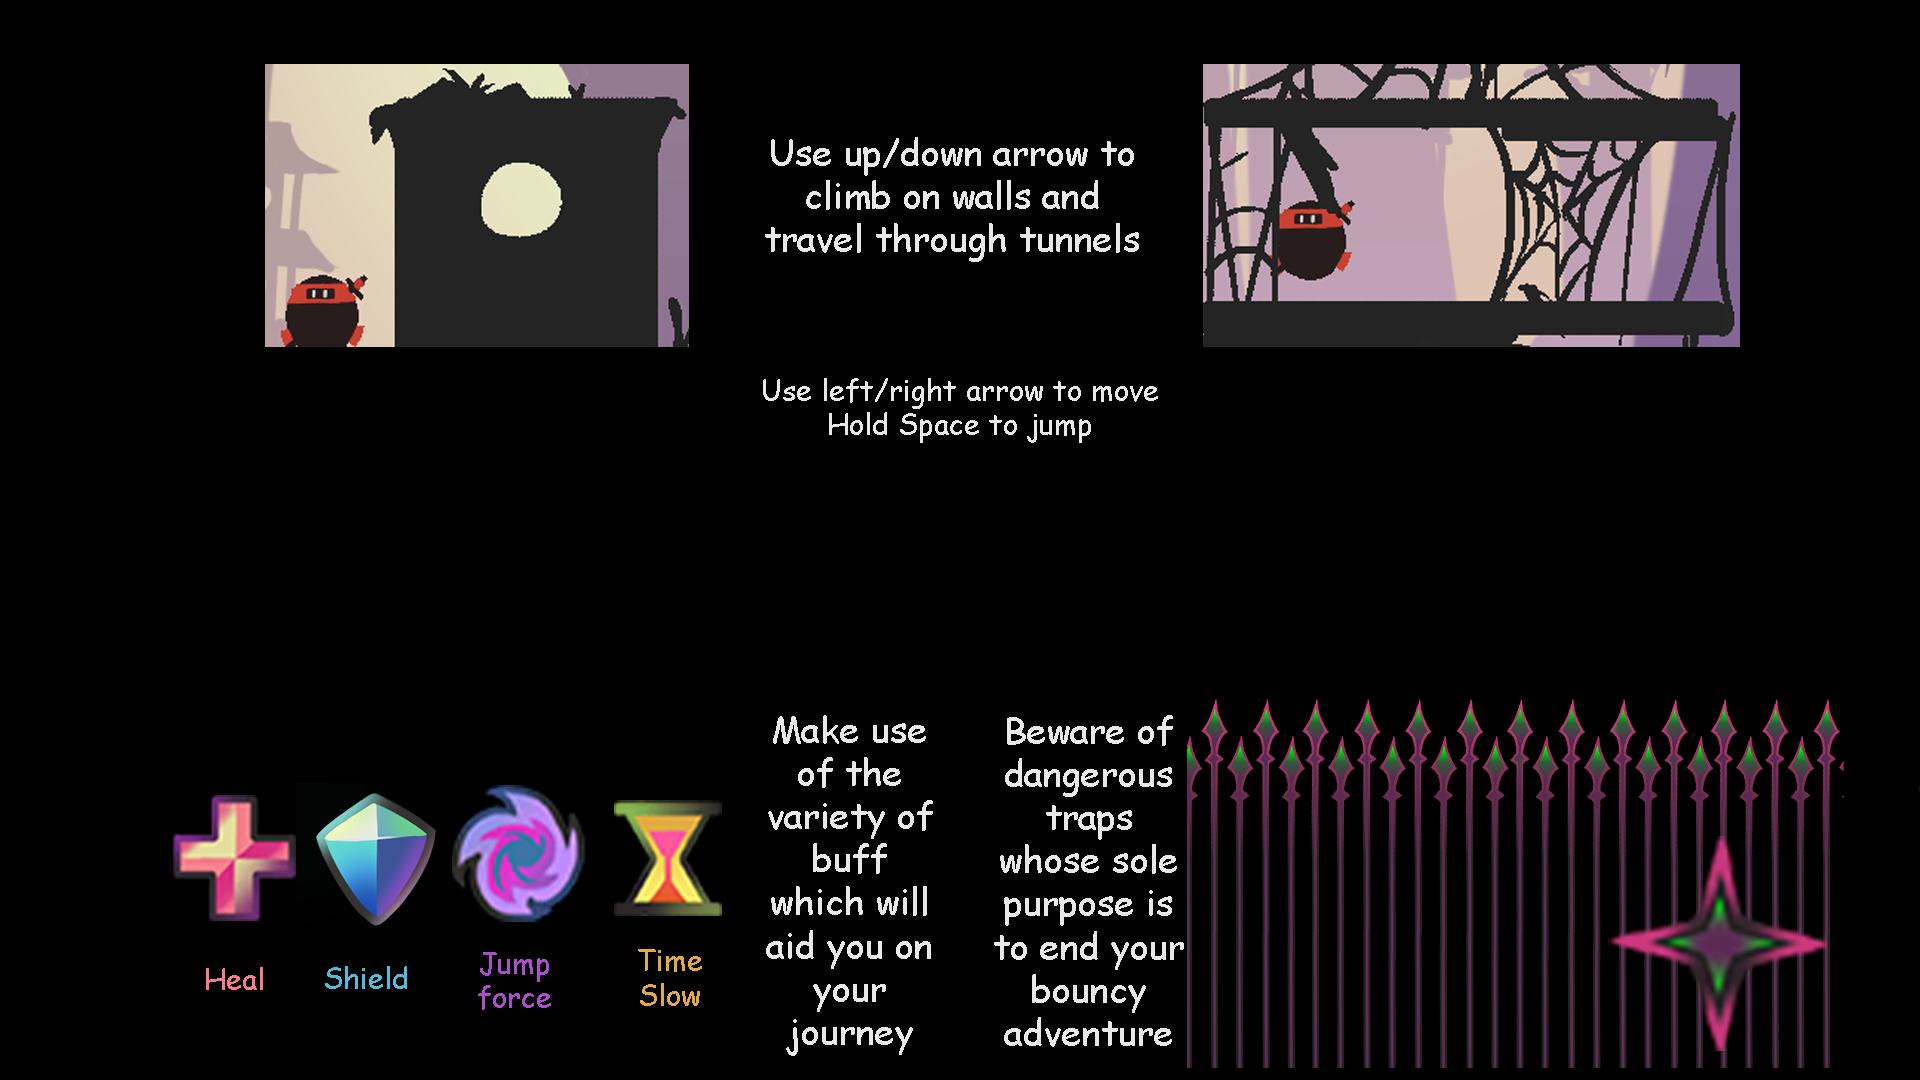 Use up/down arrow to
climb on walls and
travel through tunnels
Use left/right arrow to move
Hold Space to jump
Heal
Shield
Jump
force
Time
Slow
Make use
of the
variety of
buff
which will
aid you on
your
journey
Beware of
dangerous
traps
whose sole
purpose is
to end your
bouncy
adventure